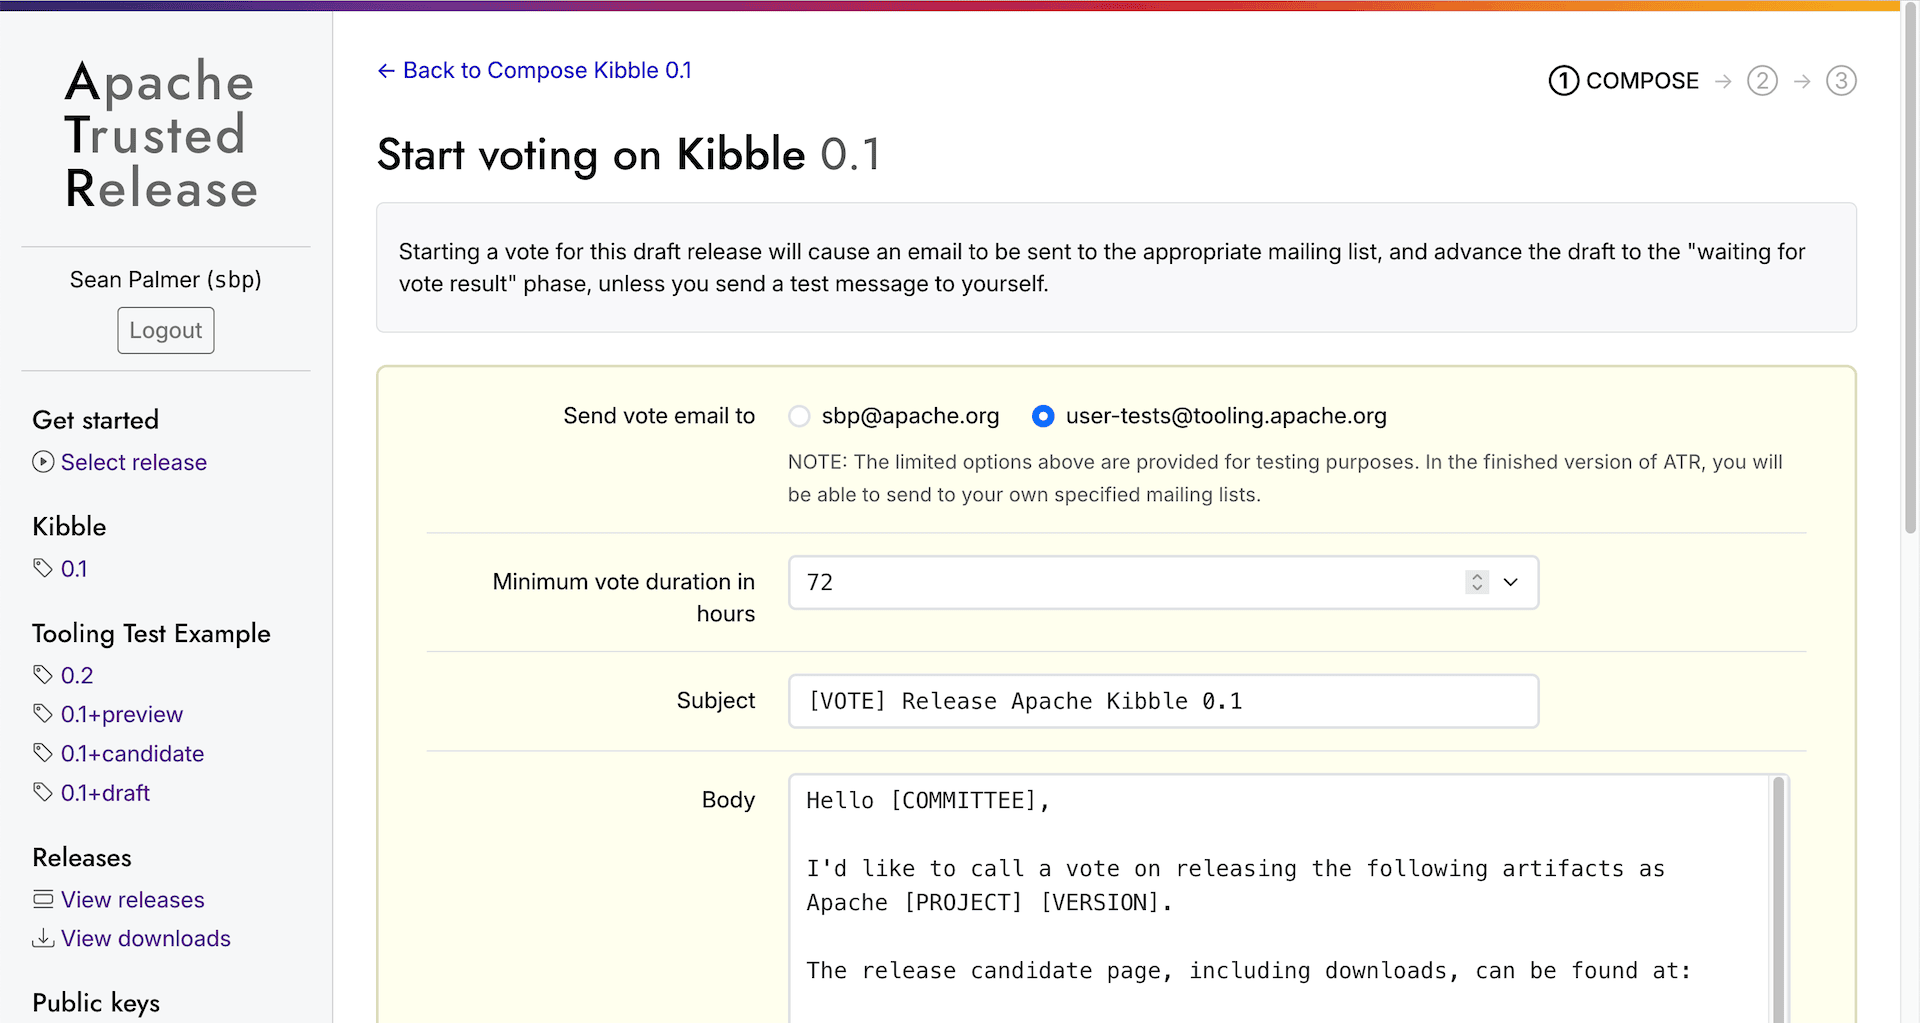 Apache
Trusted
Release
Sean Palmer (sbp)
Logout
Get started
Select release
Kibble
0.1
Tooling Test Example
0.2
0.1+preview
0.1+candidate
0.1+draft
Releases
View releases
View downloads
Public keys
← Back to Compose Kibble 0.1
1 COMPOSE → 2 → 3
Start voting on Kibble 0.1
Starting a vote for this draft release will cause an email to be sent to the appropriate mailing list, and advance the draft to the "waiting for
vote result" phase, unless you send a test message to yourself.
Send vote email to
sbp@apache.org
user-tests@tooling.apache.org
NOTE: The limited options above are provided for testing purposes. In the finished version of ATR, you will
be able to send to your own specified mailing lists.
Minimum vote duration in
hours
72
Subject
[VOTE] Release Apache Kibble 0.1
Body
Hello [COMMITTEE],
I'd like to call a vote on releasing the following artifacts as
Apache [PROJECT] [VERSION].
The release candidate page, including downloads, can be found at: